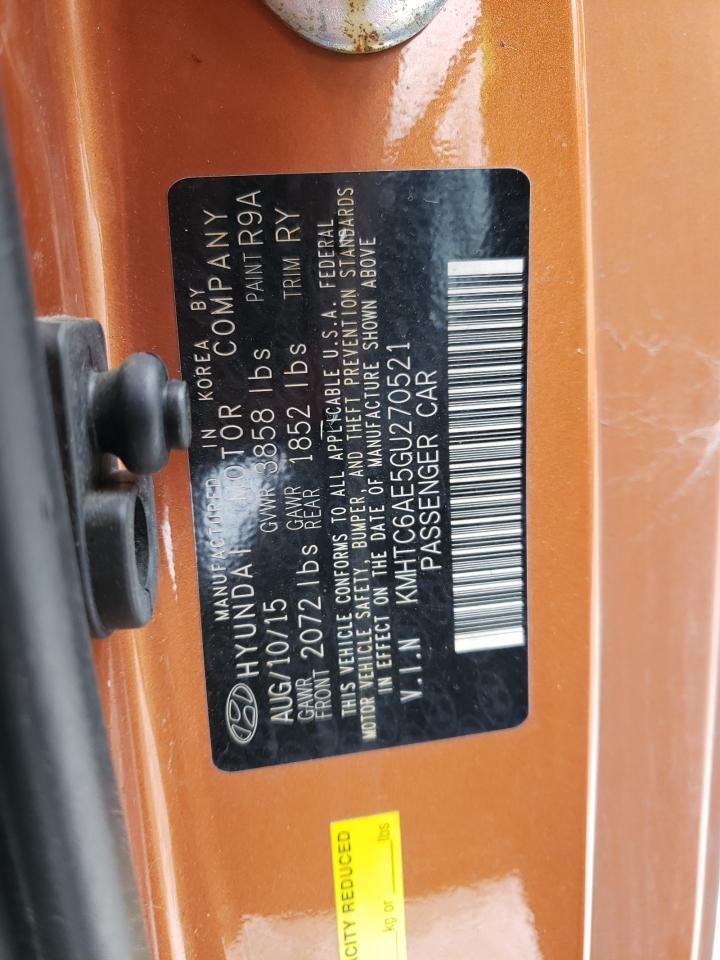 MANUFACTURED IN KOREA BY
HYUNDAI MOTOR COMPANY
AUG/10/15 GVWR 3858 lbs PAINT R9A
GAWR FRONT 2072 lbs GAWR REAR 1852 lbs TRIM RY
THIS VEHICLE CONFORMS TO ALL APPLICABLE U.S.A. FEDERAL
MOTOR VEHICLE SAFETY, BUMPER, AND THEFT PREVENTION STANDARDS
IN EFFECT ON THE DATE OF MANUFACTURE SHOWN ABOVE
V.I.N KMHTC6AE5GU270521
PASSENGER CAR
ACITY REDUCED
kg or lbs